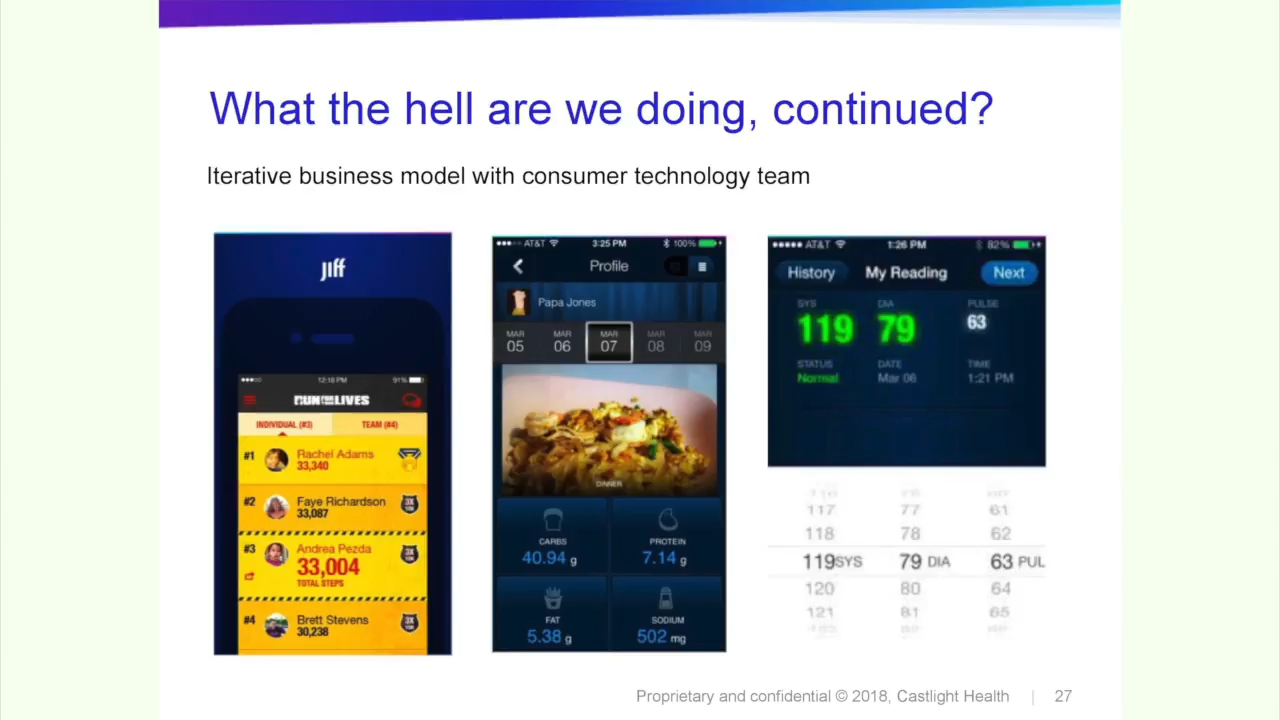 What the hell are we doing, continued?
Iterative business model with consumer technology team
Jiff
12:18 PM 91%
RUN FOR LIVES
INDIVIDUAL (#3) TEAM (#4)
#1 Rachel Adams
33,340
#2 Faye Richardson
33,087
#3 Andrea Pezda
33,004
TOTAL STEPS
#4 Brett Stevens
30,238
AT&T 3:25 PM 100%
Profile
Papa Jones
MAR MAR MAR MAR MAR
05 06 07 08 09
DINNER
CARBS PROTEIN
40.94 g 7.14 g
FAT SODIUM
5.38 g 502 mg
AT&T 1:26 PM 82%
History My Reading Next
SYS DIA PULSE
119 79 63
STATUS DATE TIME
Normal Mar 06 1:21 PM
117 77 61
118 78 62
119 SYS 79 DIA 63 PUL
120 80 64
121 81 65
Proprietary and confidential © 2018, Castlight Health | 27